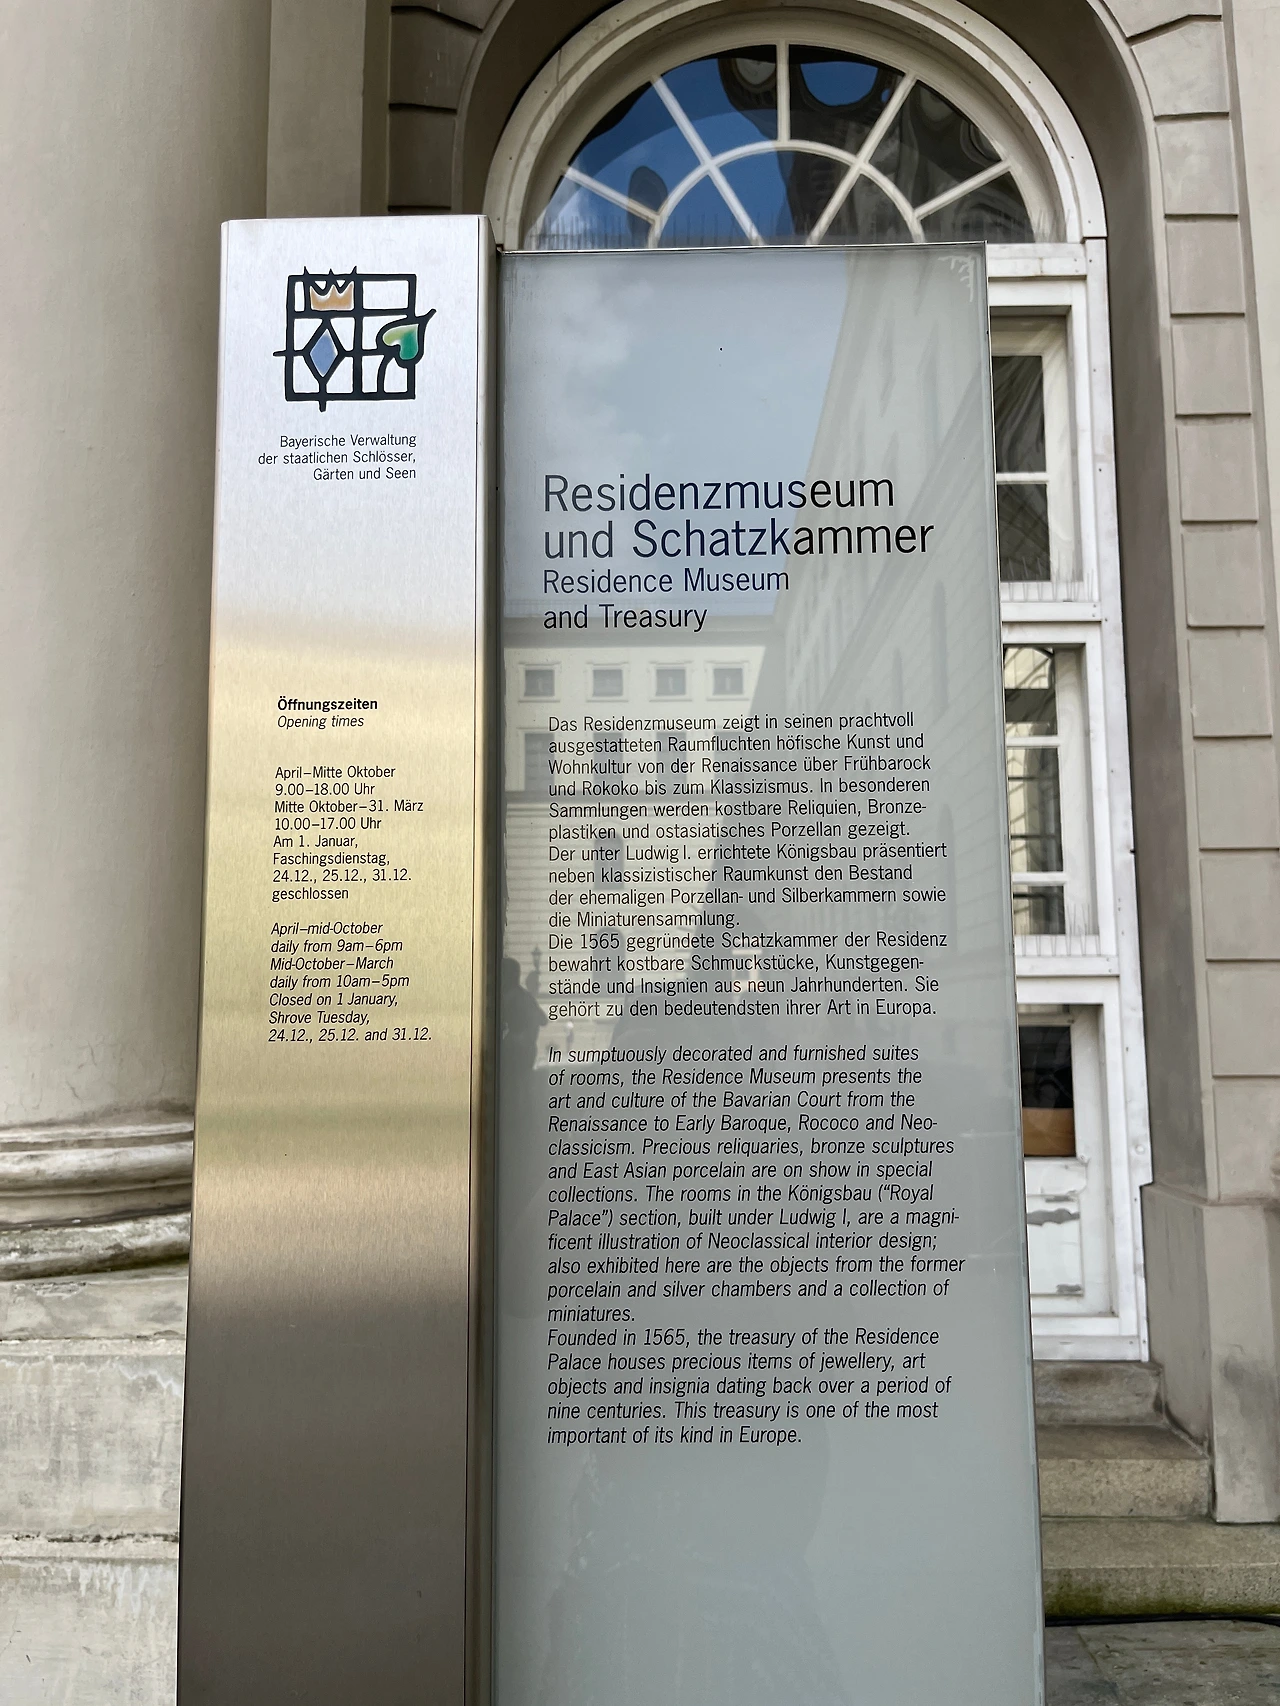 Bayerische Verwaltung
der staatlichen Schlösser,
Gärten und Seen
Öffnungszeiten
Opening times
April–Mitte Oktober
9.00–18.00 Uhr
Mitte Oktober–31. März
10.00–17.00 Uhr
Am 1. Januar,
Faschingsdienstag,
24.12., 25.12., 31.12.
geschlossen
April–mid-October
daily from 9am–6pm
Mid-October–March
daily from 10am–5pm
Closed on 1 January,
Shrove Tuesday,
24.12., 25.12. and 31.12.
Residenzmuseum
und Schatzkammer
Residence Museum
and Treasury
Das Residenzmuseum zeigt in seinen prachtvoll
ausgestatteten Raumfluchten höfische Kunst und
Wohnkultur von der Renaissance über Frühbarock
und Rokoko bis zum Klassizismus. In besonderen
Sammlungen werden kostbare Reliquien, Bronze-
plastiken und ostasiatisches Porzellan gezeigt.
Der unter Ludwig I. errichtete Königsbau präsentiert
neben klassizistischer Raumkunst den Bestand
der ehemaligen Porzellan- und Silberkammern sowie
die Miniaturensammlung.
Die 1565 gegründete Schatzkammer der Residenz
bewahrt kostbare Schmuckstücke, Kunstgegen-
stände und Insignien aus neun Jahrhunderten. Sie
gehört zu den bedeutendsten ihrer Art in Europa.
In sumptuously decorated and furnished suites
of rooms, the Residence Museum presents the
art and culture of the Bavarian Court from the
Renaissance to Early Baroque, Rococo and Neo-
classicism. Precious reliquaries, bronze sculptures
and East Asian porcelain are on show in special
collections. The rooms in the Königsbau (“Royal
Palace”) section, built under Ludwig I, are a magni-
ficent illustration of Neoclassical interior design;
also exhibited here are the objects from the former
porcelain and silver chambers and a collection of
miniatures.
Founded in 1565, the treasury of the Residence
Palace houses precious items of jewellery, art
objects and insignia dating back over a period of
nine centuries. This treasury is one of the most
important of its kind in Europe.